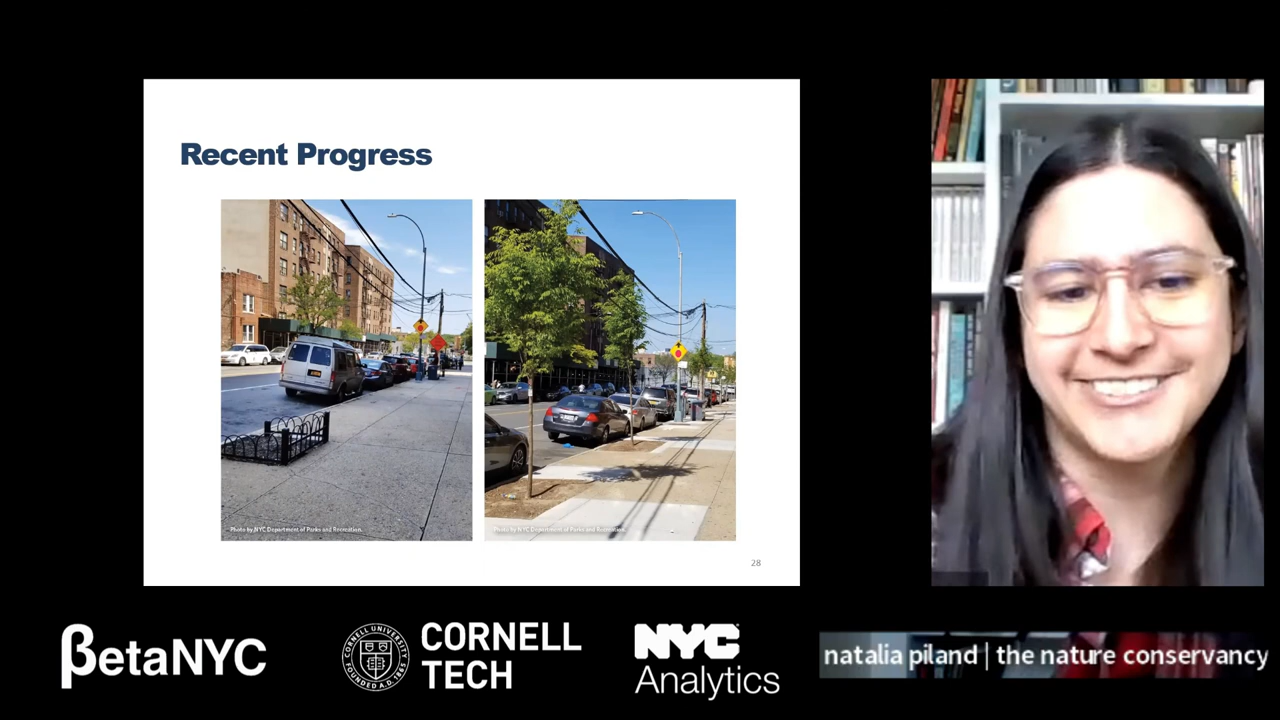 Recent Progress
Photo by NYC Department of Parks and Recreation.
Photo by NYC Department of Parks and Recreation.
28
βetaNYC
CORNELL
TECH
NYC
Analytics
natalia piland | the nature conservancy